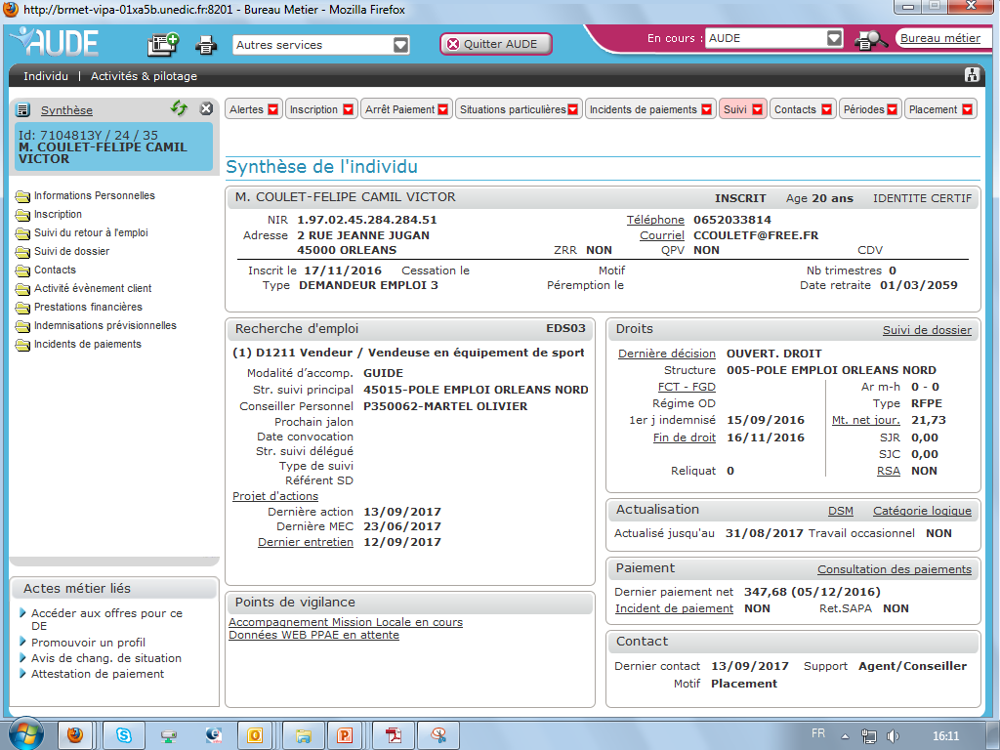 http://brmet-vipa-01xa5b.unedic.fr:8201 - Bureau Metier - Mozilla Firefox
AUDE
Autres services
Quitter AUDE
En cours : AUDE
Bureau métier
Individu | Activités & pilotage
Synthèse
Id: 7104813Y / 24 / 35
M. COULET-FELIPE CAMIL
VICTOR
Informations Personnelles
Inscription
Suivi du retour à l'emploi
Suivi de dossier
Contacts
Activité évènement client
Prestations financières
Indemnisations prévisionnelles
Incidents de paiements
Actes métier liés
Accéder aux offres pour ce
DE
Promouvoir un profil
Avis de chang. de situation
Attestation de paiement
Alertes Inscription Arrêt Paiement Situations particulières Incidents de paiements Suivi Contacts Périodes Placement
Synthèse de l'individu
M. COULET-FELIPE CAMIL VICTOR INSCRIT Age 20 ans IDENTITE CERTIF
NIR 1.97.02.45.284.284.51 Téléphone 0652033814
Adresse 2 RUE JEANNE JUGAN Courriel CCOULETF@FREE.FR
45000 ORLEANS ZRR NON QPV NON CDV
Inscrit le 17/11/2016 Cessation le Motif Nb trimestres 0
Type DEMANDEUR EMPLOI 3 Péremption le Date retraite 01/03/2059
Recherche d'emploi EDS03
(1) D1211 Vendeur / Vendeuse en équipement de sport
Modalité d'accomp. GUIDE
Str. suivi principal 45015-POLE EMPLOI ORLEANS NORD
Conseiller Personnel P350062-MARTEL OLIVIER
Prochain jalon
Date convocation
Str. suivi délégué
Type de suivi
Référent SD
Projet d'actions
Dernière action 13/09/2017
Dernière MEC 23/06/2017
Dernier entretien 12/09/2017
Points de vigilance
Accompagnement Mission Locale en cours
Données WEB PPAE en attente
Droits Suivi de dossier
Dernière décision OUVERT. DROIT
Structure 005-POLE EMPLOI ORLEANS NORD
FCT - FGD Ar m-h 0 - 0
Régime OD Type RFPE
1er j indemnisé 15/09/2016 Mt. net jour. 21,73
Fin de droit 16/11/2016 SJR 0,00
SJC 0,00
Reliquat 0 RSA NON
Actualisation DSM Catégorie logique
Actualisé jusqu'au 31/08/2017 Travail occasionnel NON
Paiement Consultation des paiements
Dernier paiement net 347,68 (05/12/2016)
Incident de paiement NON Ret.SAPA NON
Contact
Dernier contact 13/09/2017 Support Agent/Conseiller
Motif Placement
FR 16:11